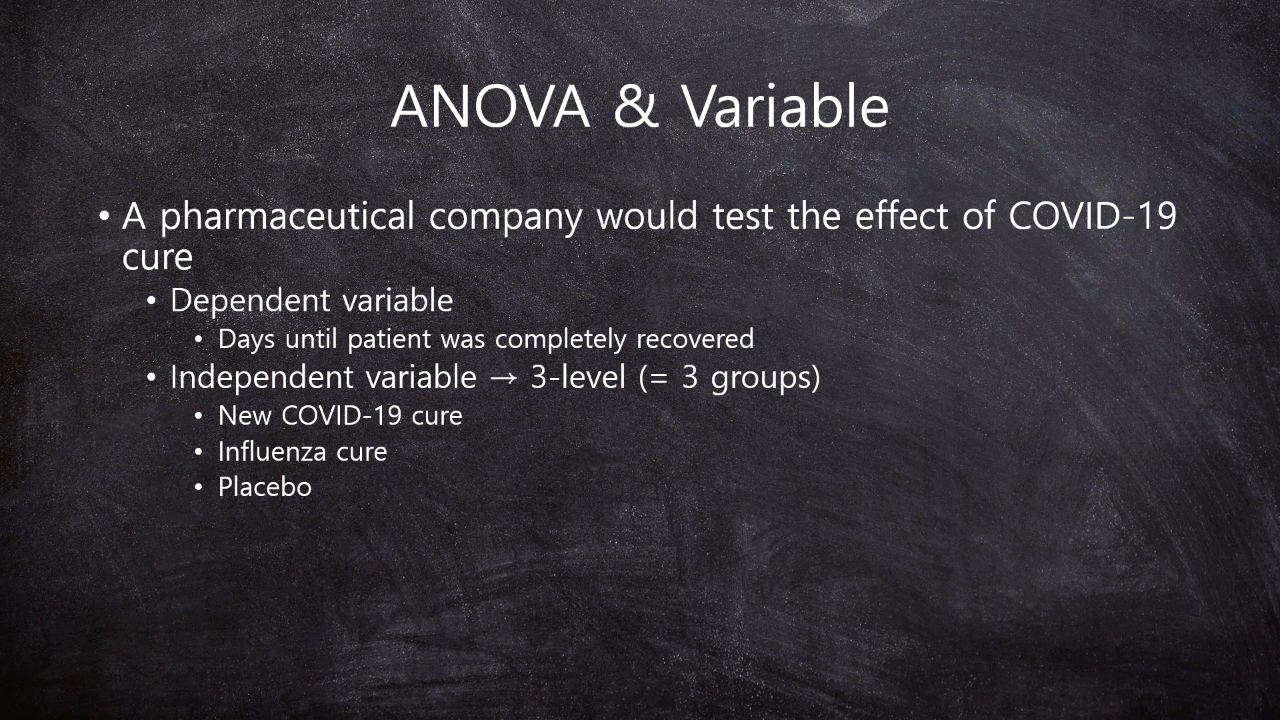 ANOVA & Variable
• A pharmaceutical company would test the effect of COVID-19
cure
• Dependent variable
• Days until patient was completely recovered
• Independent variable → 3-level (= 3 groups)
• New COVID-19 cure
• Influenza cure
• Placebo